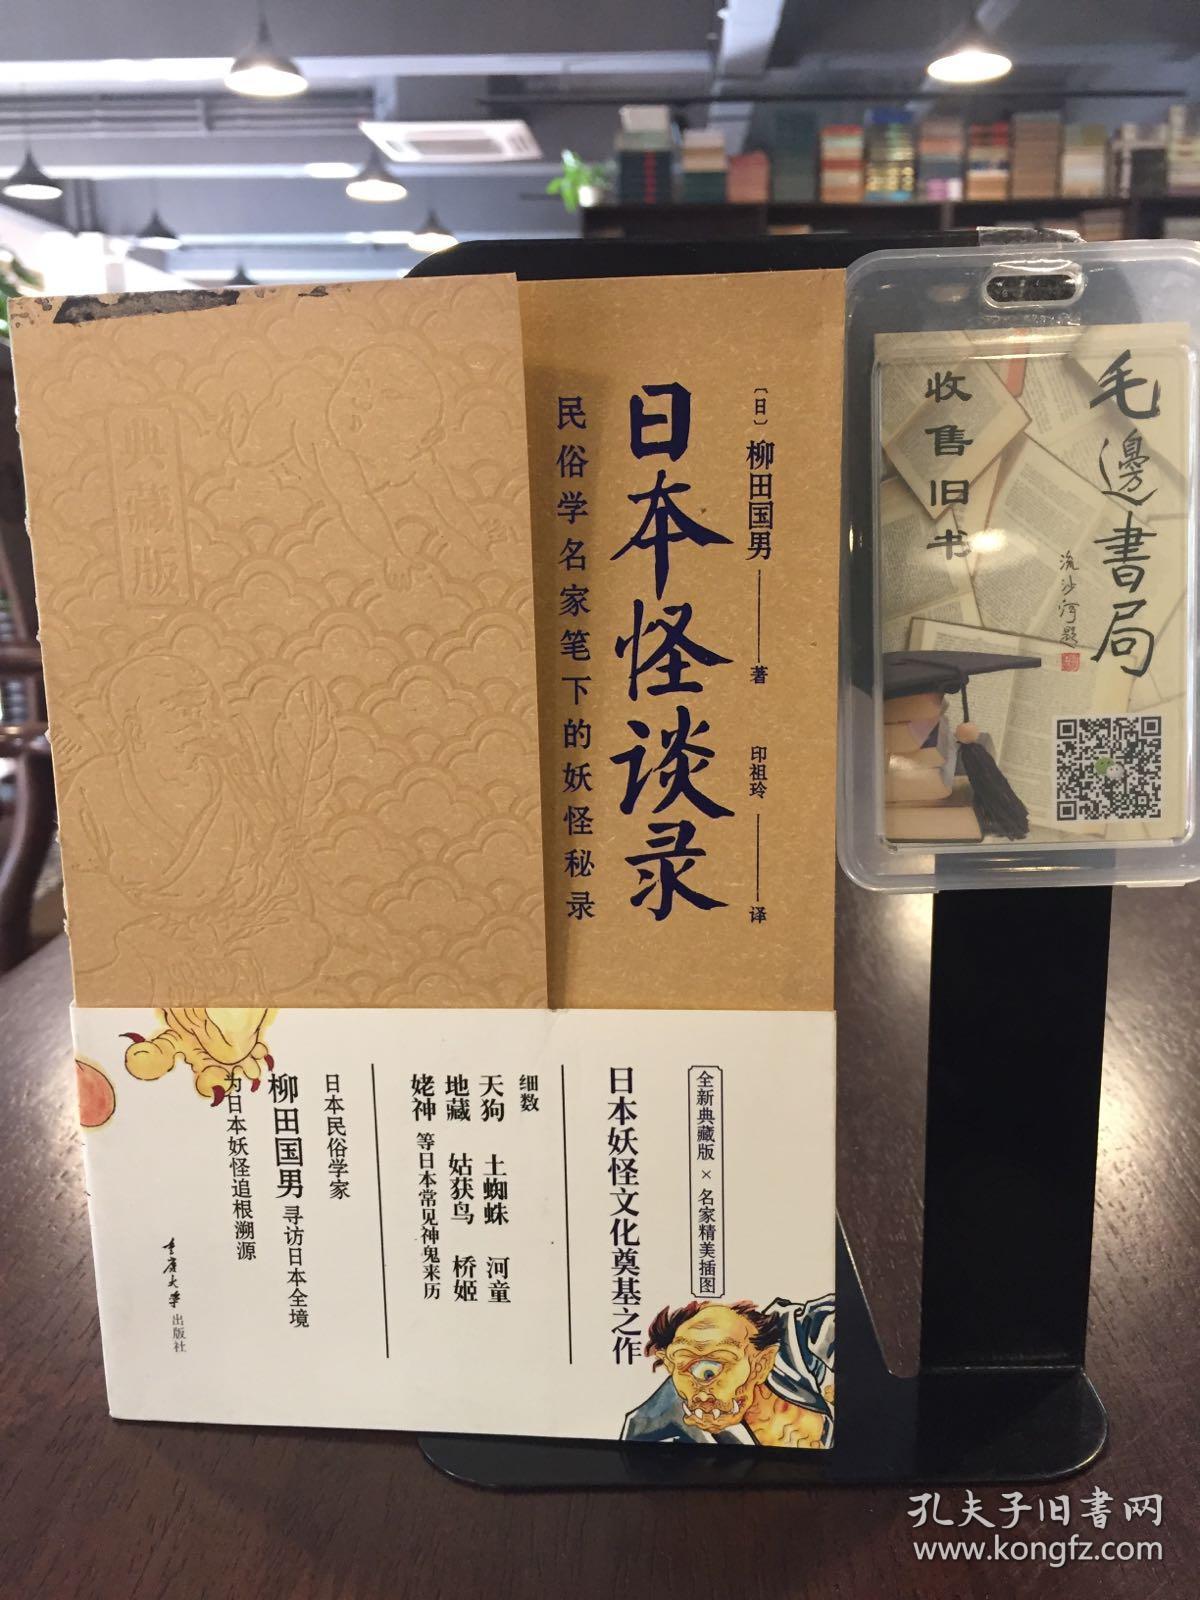 〔日〕柳田国男——著 印祖玲——译
日本怪谈录
民俗学名家笔下的妖怪秘录
典藏版
全新典藏版×名家精美插图
日本妖怪文化奠基之作
细数
天狗 土蜘蛛 河童
地藏 姑获鸟 桥姬
姥神 等日本常见神鬼来历
日本民俗学家
柳田国男 寻访日本全境
为日本妖怪追根溯源
重庆大学出版社
毛邊書局
流沙河题
收售旧书
孔夫子旧书网
www.kongfz.com